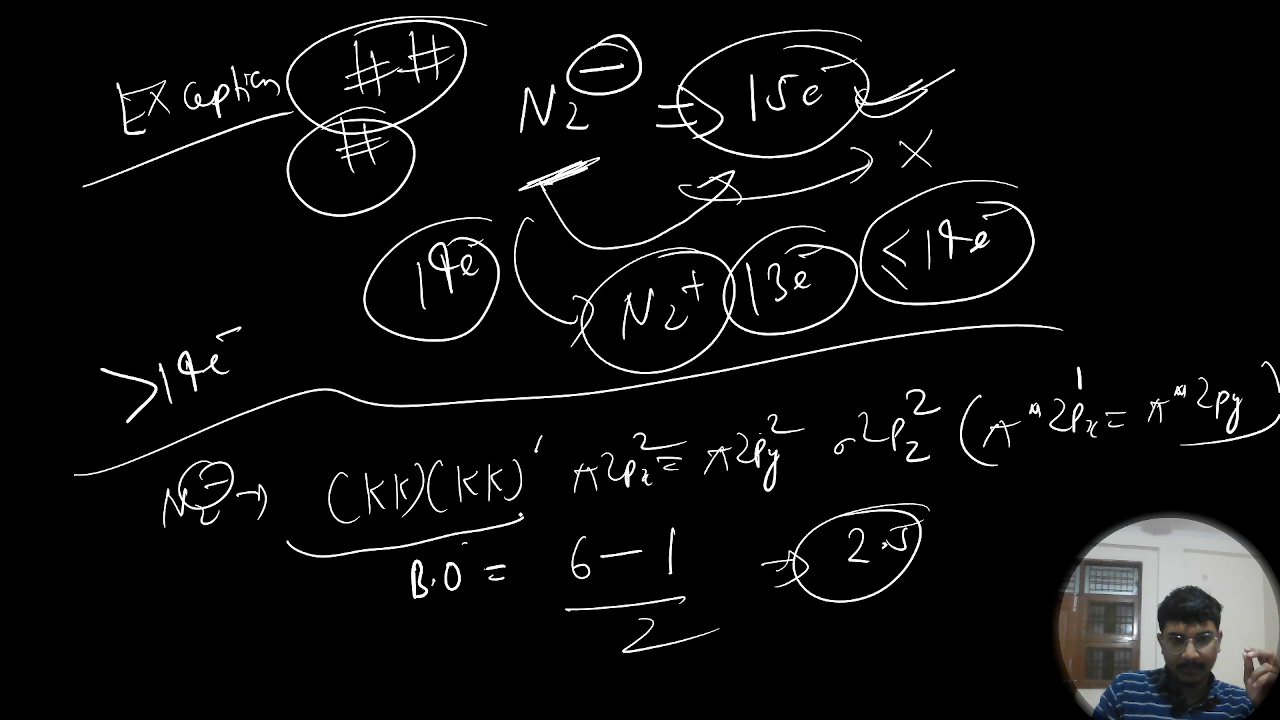 Exception ## N2⁻ = 15e⁻
#
×
14e⁻ N2⁺ 13e⁻ ≤14e⁻
>14e⁻
N2⁻ → (KK)(KK)' π2px² = π2py² σ2pz² (π*2px¹ = π*2py)
B.O = 6 − 1 / 2 ⇒ 2.5